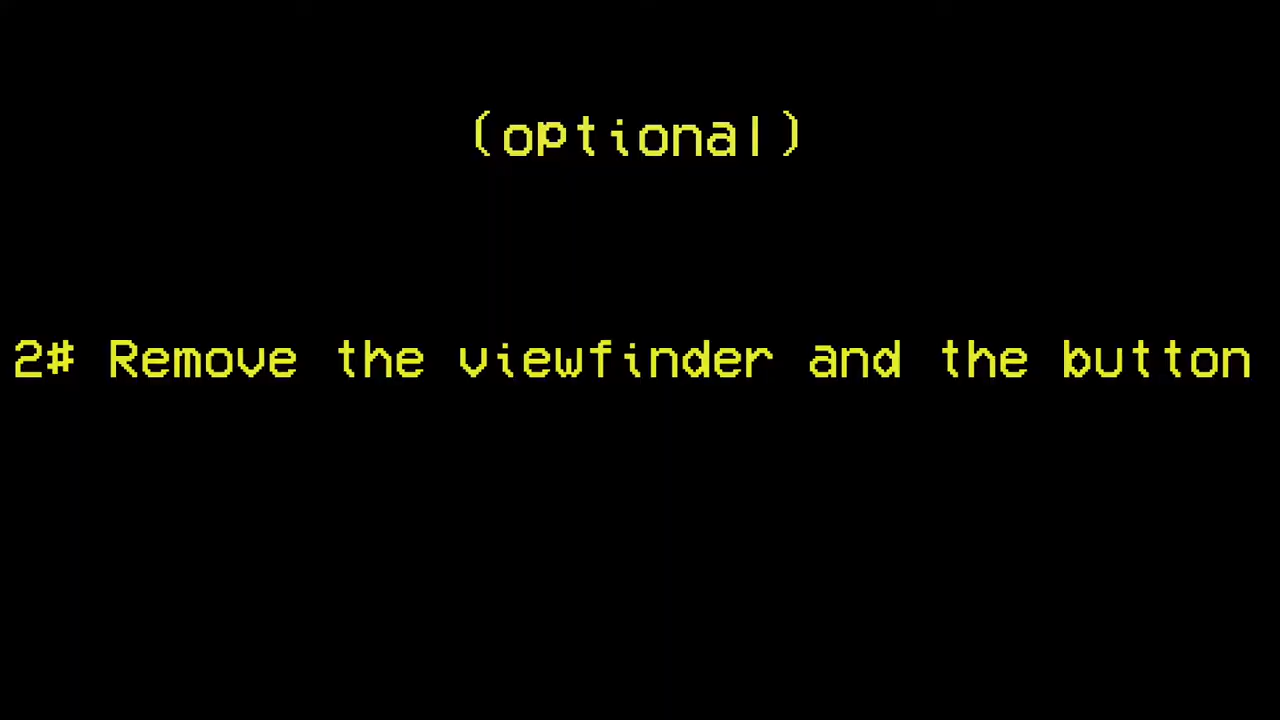 (optional)
2# Remove the viewfinder and the button